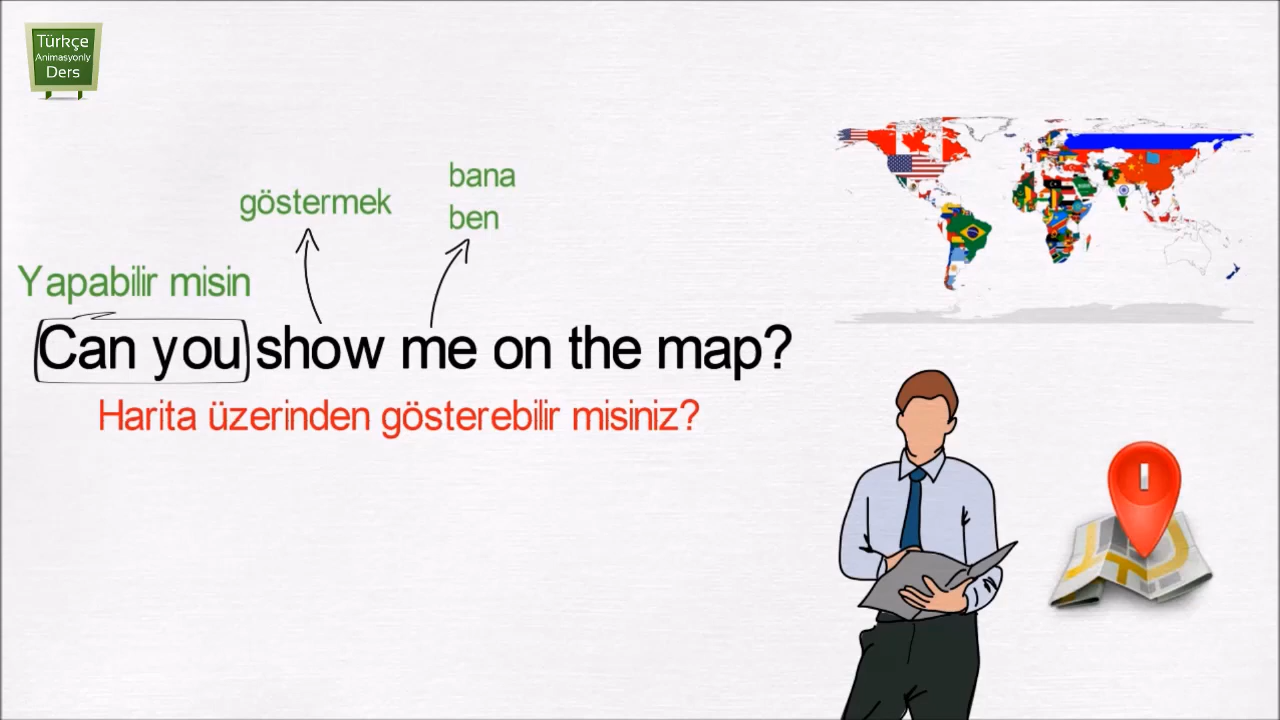 Türkçe
Animasyonly
Ders
bana
göstermek
ben
Yapabilir misin
Can you show me on the map?
Harita üzerinden gösterebilir misiniz?